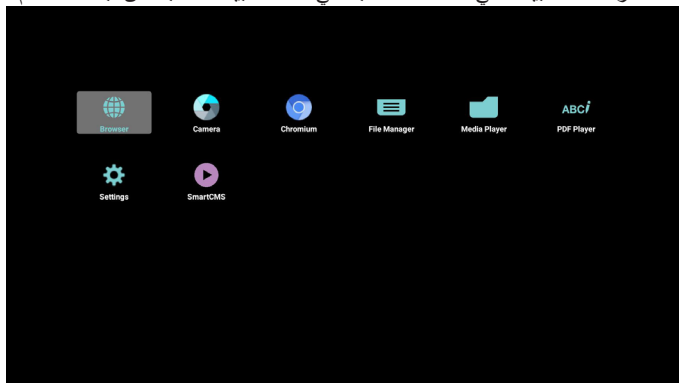 Browser
Camera
Chromium
File Manager
Media Player
ABCi
PDF Player
Settings
SmartCMS